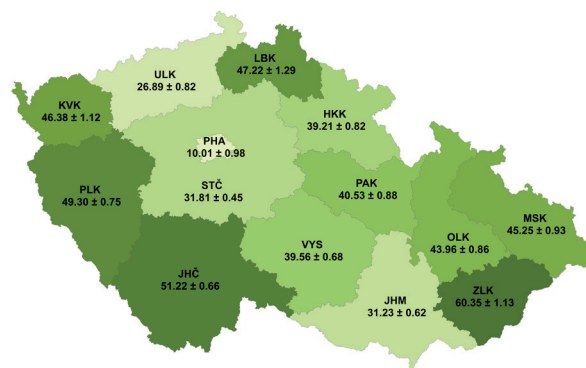 LBK
47.22 ± 1.29
ULK
26.89 ± 0.82
KVK
46.38 ± 1.12
HKK
39.21 ± 0.82
PHA
10.01 ± 0.98
STČ
31.81 ± 0.45
PLK
49.30 ± 0.75
PAK
40.53 ± 0.88
MSK
45.25 ± 0.93
OLK
43.96 ± 0.86
VYS
39.56 ± 0.68
JHČ
51.22 ± 0.66
ZLK
60.35 ± 1.13
JHM
31.23 ± 0.62